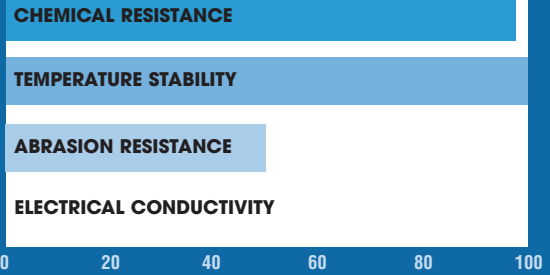 CHEMICAL RESISTANCE
TEMPERATURE STABILITY
ABRASION RESISTANCE
ELECTRICAL CONDUCTIVITY
0 20 40 60 80 100